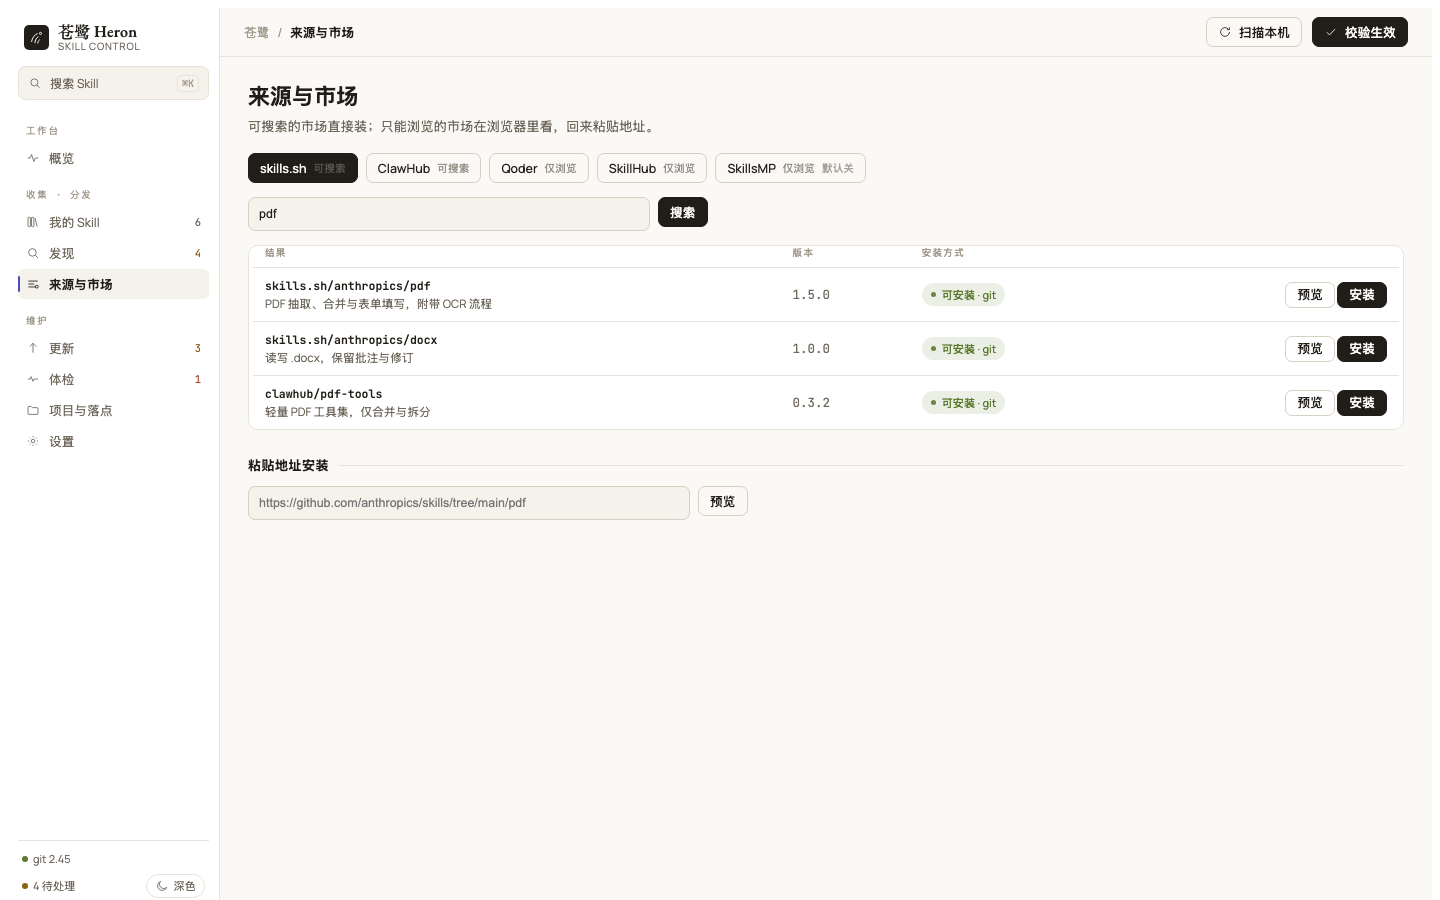 苍鹭 Heron
SKILL CONTROL
搜索 Skill ⌘K
工作台
概览
收集 · 分发
我的 Skill 6
发现 4
来源与市场
维护
更新 3
体检 1
项目与落点
设置
git 2.45
4 待处理 深色
苍鹭 / 来源与市场 扫描本机 校验生效
来源与市场
可搜索的市场直接装；只能浏览的市场在浏览器里看，回来粘贴地址。
skills.sh 可搜索 ClawHub 可搜索 Qoder 仅浏览 SkillHub 仅浏览 SkillsMP 仅浏览 默认关
pdf 搜索
结果 版本 安装方式
skills.sh/anthropics/pdf
PDF 抽取、合并与表单填写，附带 OCR 流程
1.5.0 可安装 · git 预览 安装
skills.sh/anthropics/docx
读写 .docx，保留批注与修订
1.0.0 可安装 · git 预览 安装
clawhub/pdf-tools
轻量 PDF 工具集，仅合并与拆分
0.3.2 可安装 · git 预览 安装
粘贴地址安装
https://github.com/anthropics/skills/tree/main/pdf 预览